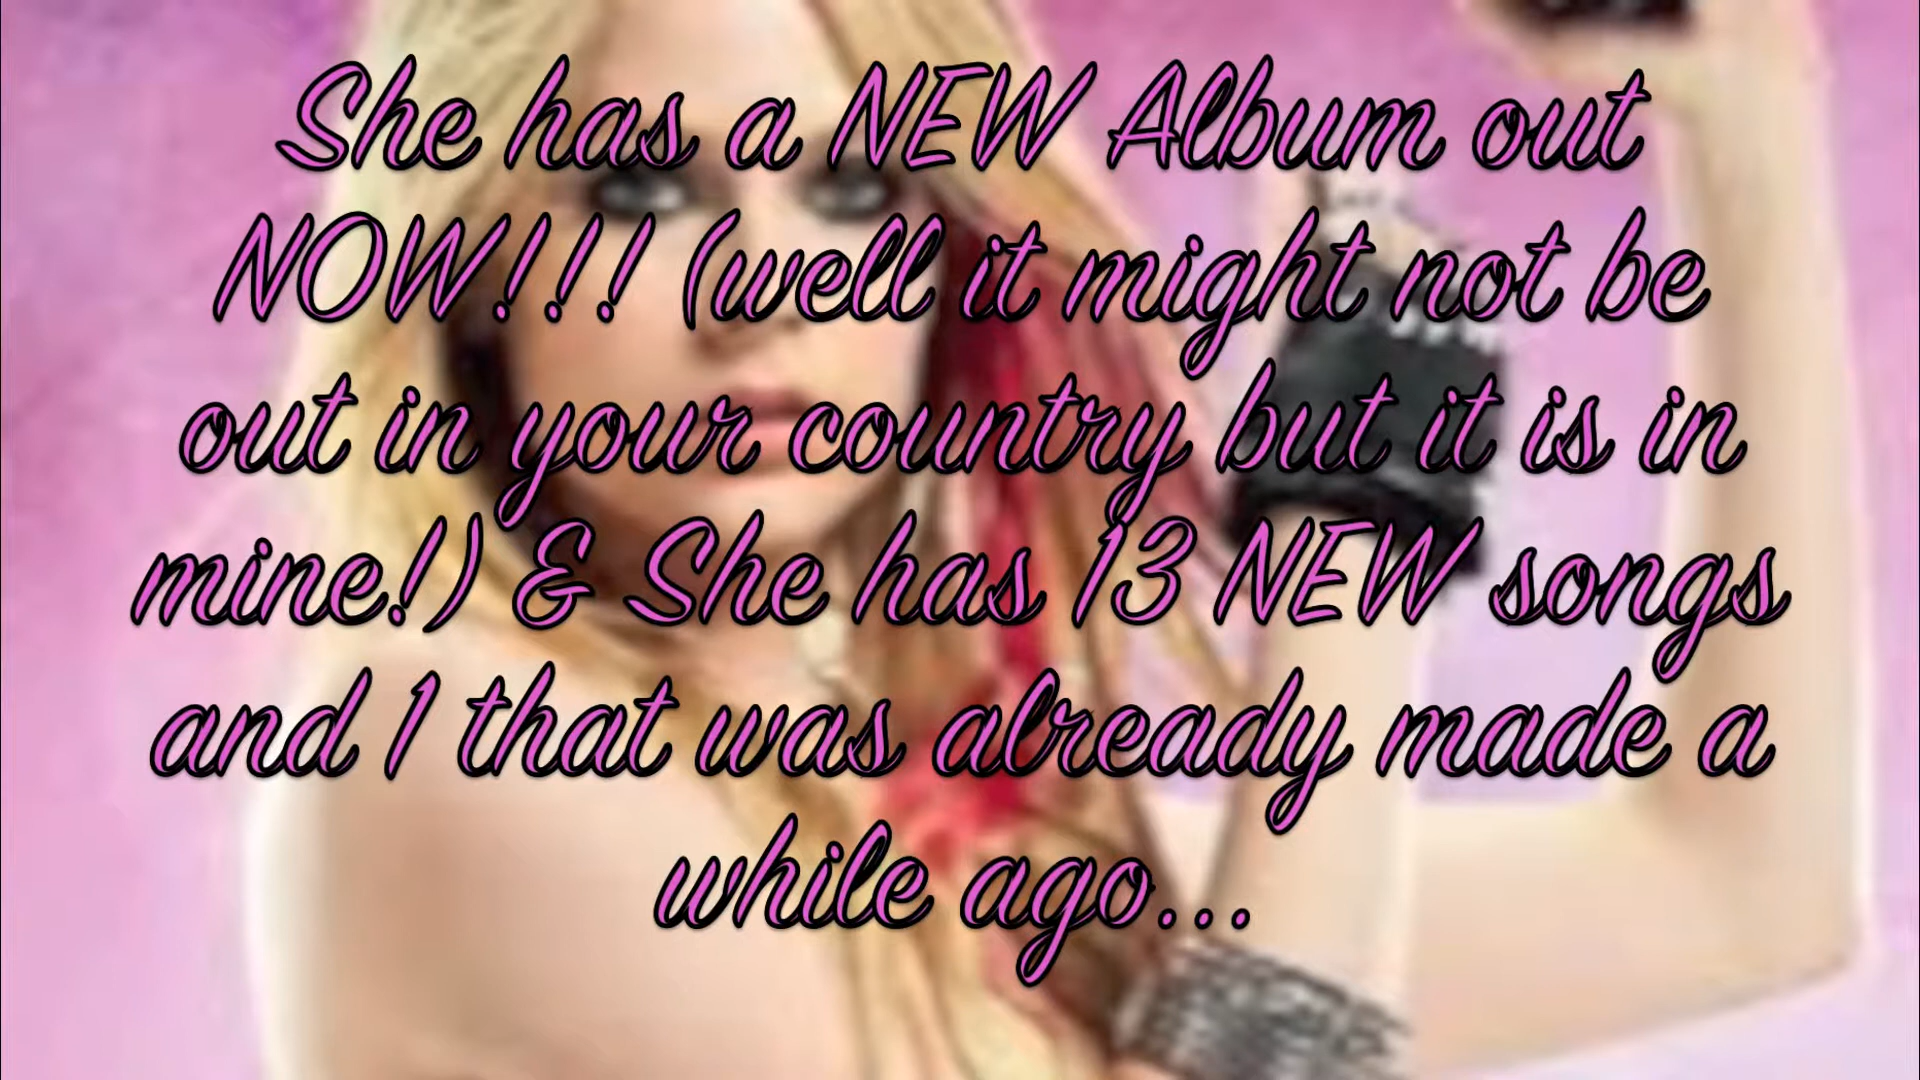 She has a NEW Album out
NOW!!! (well it might not be
out in your country but it is in
mine!) & She has 13 NEW songs
and 1 that was already made a
while ago...